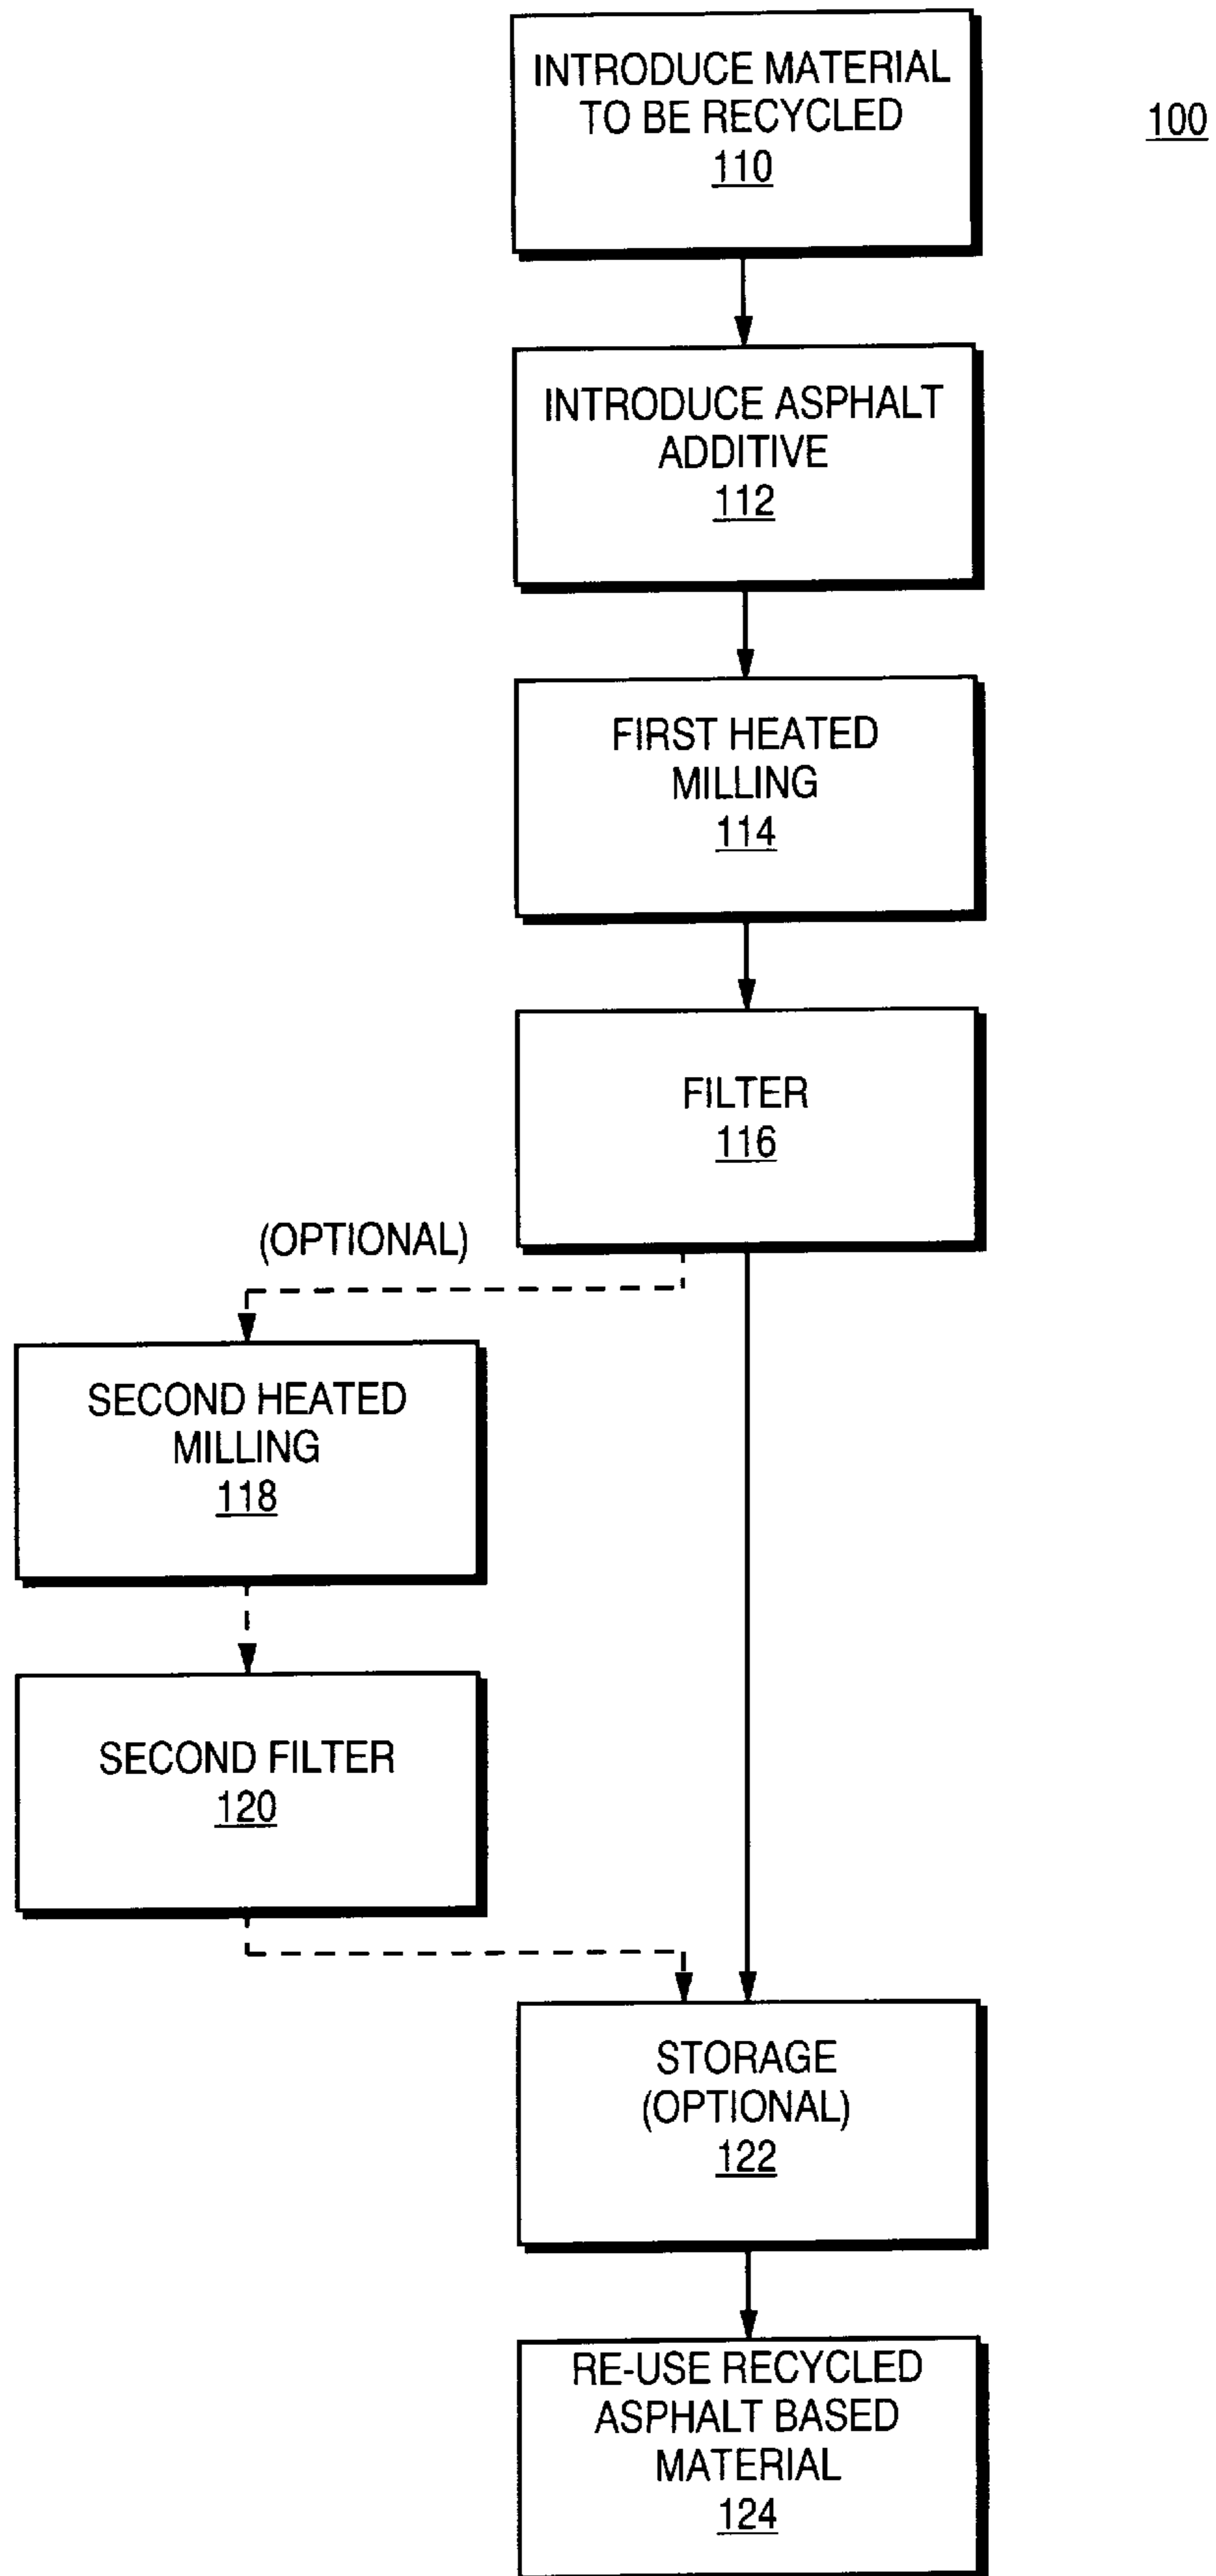 INTRODUCE MATERIAL
TO BE RECYCLED
110
100
INTRODUCE ASPHALT
ADDITIVE
112
FIRST HEATED
MILLING
114
FILTER
116
(OPTIONAL)
SECOND HEATED
MILLING
118
SECOND FILTER
120
STORAGE
(OPTIONAL)
122
RE-USE RECYCLED
ASPHALT BASED
MATERIAL
124